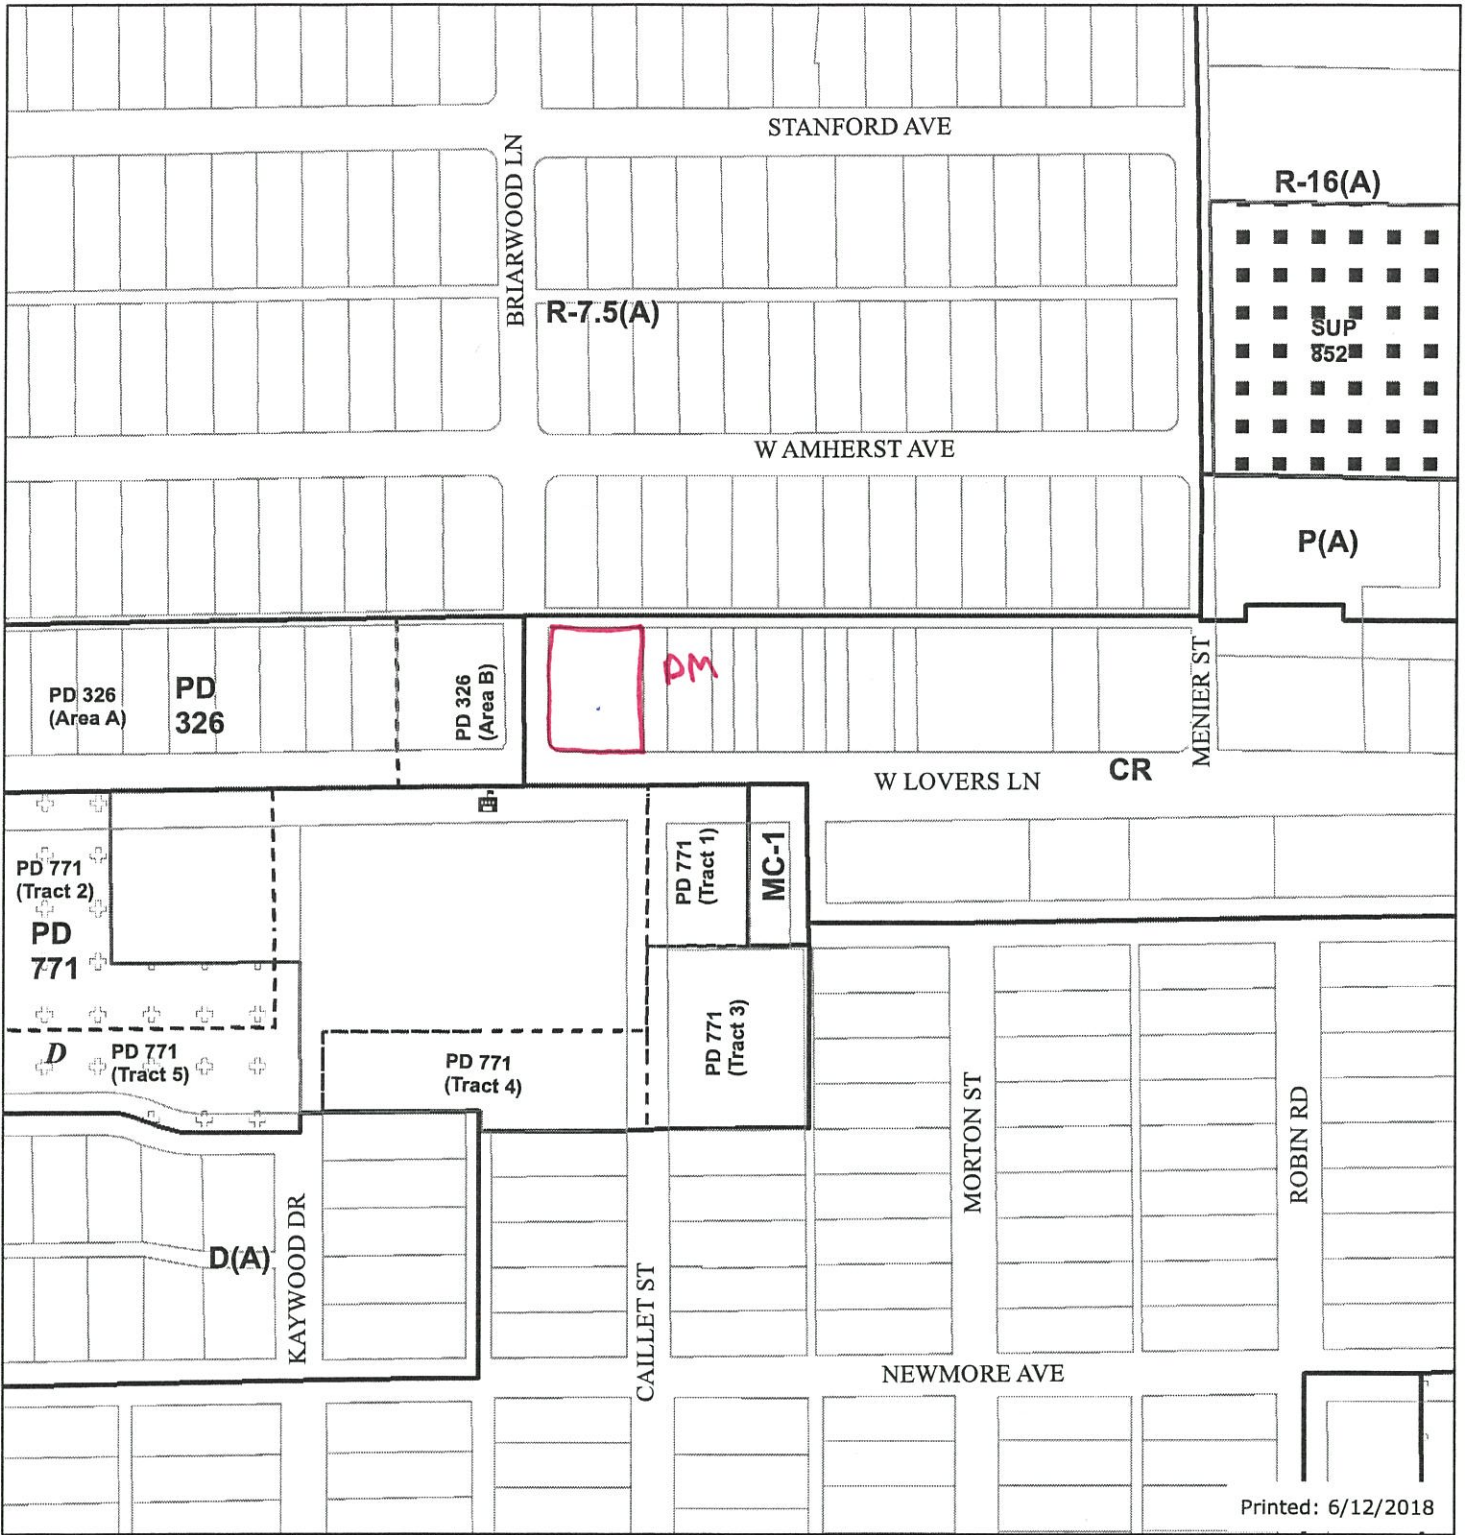 STANFORD AVE
BRIARWOOD LN
R-16(A)
R-7.5(A)
SUP
852
W AMHERST AVE
P(A)
DM
MENIER ST
PD 326
(Area A)
PD
326
PD 326
(Area B)
W LOVERS LN
CR
PD 771
(Tract 1)
MC-1
PD 771
(Tract 2)
PD
771
PD 771
(Tract 3)
D
PD 771
(Tract 5)
PD 771
(Tract 4)
MORTON ST
ROBIN RD
KAYWOOD DR
D(A)
CAILLET ST
NEWMORE AVE
Printed: 6/12/2018